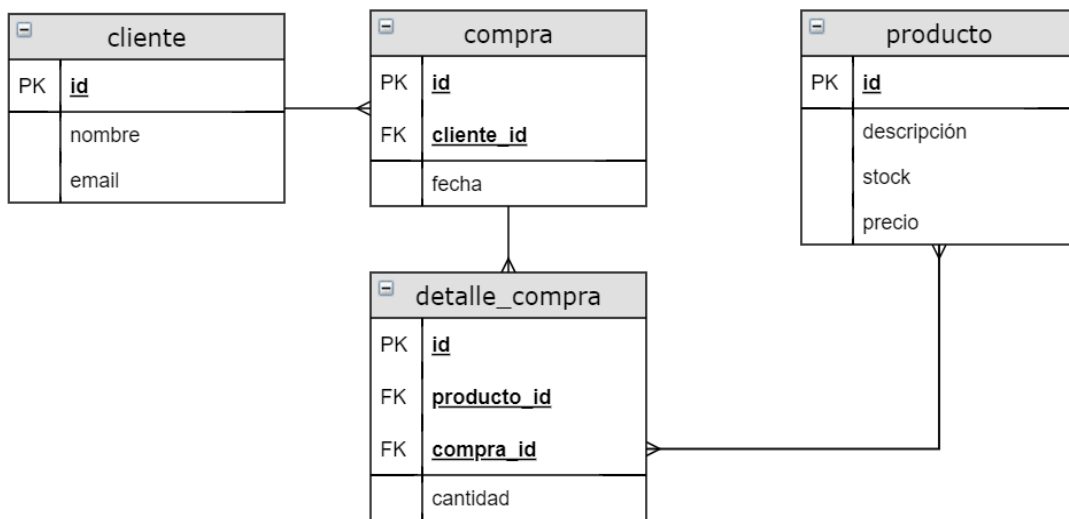 cliente
PK id
nombre
email
compra
PK id
FK cliente_id
fecha
producto
PK id
descripción
stock
precio
detalle_compra
PK id
FK producto_id
FK compra_id
cantidad